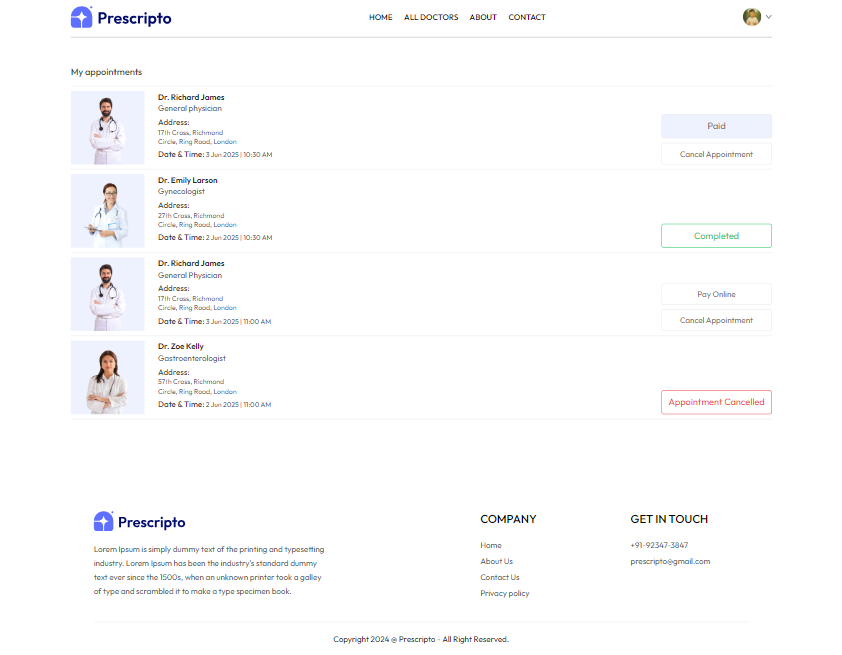 Prescripto
HOME ALL DOCTORS ABOUT CONTACT
My appointments
Dr. Richard James
General physician
Address:
17th Cross, Richmond
Circle, Ring Road, London
Date & Time: 3 Jun 2025 | 10:30 AM
Paid
Cancel Appointment
Dr. Emily Larson
Gynecologist
Address:
27th Cross, Richmond
Circle, Ring Road, London
Date & Time: 2 Jun 2025 | 10:30 AM
Completed
Dr. Richard James
General Physician
Address:
17th Cross, Richmond
Circle, Ring Road, London
Date & Time: 3 Jun 2025 | 11:00 AM
Pay Online
Cancel Appointment
Dr. Zoe Kelly
Gastroenterologist
Address:
57th Cross, Richmond
Circle, Ring Road, London
Date & Time: 2 Jun 2025 | 11:00 AM
Appointment Cancelled
Prescripto
Lorem Ipsum is simply dummy text of the printing and typesetting
industry. Lorem Ipsum has been the industry's standard dummy
text ever since the 1500s, when an unknown printer took a galley
of type and scrambled it to make a type specimen book.
COMPANY
Home
About Us
Contact Us
Privacy policy
GET IN TOUCH
+91-92347-3847
prescripto@gmail.com
Copyright 2024 @ Prescripto - All Right Reserved.